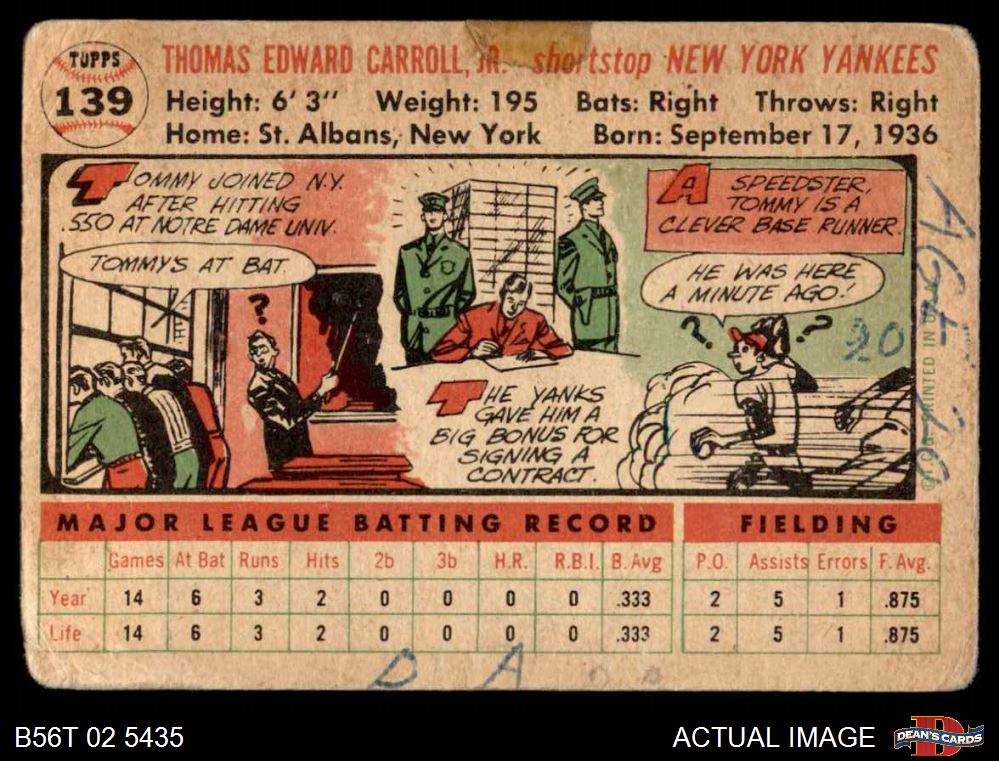 TOPPS
139
THOMAS EDWARD CARROLL, JR. shortstop NEW YORK YANKEES
Height: 6' 3" Weight: 195 Bats: Right Throws: Right
Home: St. Albans, New York Born: September 17, 1936
TOMMY JOINED N.Y.
AFTER HITTING
.550 AT NOTRE DAME UNIV.
TOMMY'S AT BAT.
?
THE YANKS
GAVE HIM A
BIG BONUS FOR
SIGNING A
CONTRACT.
A SPEEDSTER,
TOMMY IS A
CLEVER BASE RUNNER.
HE WAS HERE
A MINUTE AGO!
? ?
20
PRINTED IN U
MAJOR LEAGUE BATTING RECORD FIELDING
Games At Bat Runs Hits 2b 3b H.R. R.B.I. B. Avg P.O. Assists Errors F. Avg.
Year 14 6 3 2 0 0 0 0 .333 2 5 1 .875
Life 14 6 3 2 0 0 0 0 .333 2 5 1 .875
D A
B56T 02 5435 ACTUAL IMAGE DEAN'S CARDS